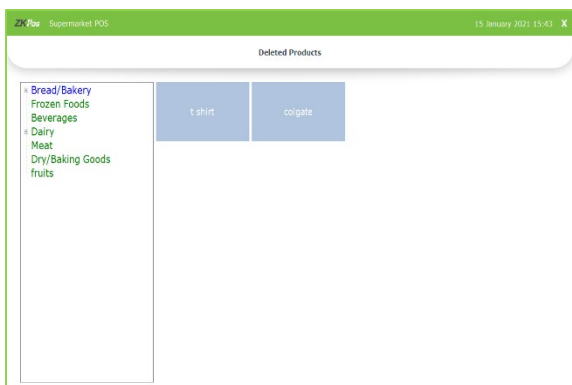 ZKPos Supermarket POS 15 January 2021 15:43 X
Deleted Products
Bread/Bakery
Frozen Foods
Beverages
Dairy
Meat
Dry/Baking Goods
fruits
t shirt
colgate